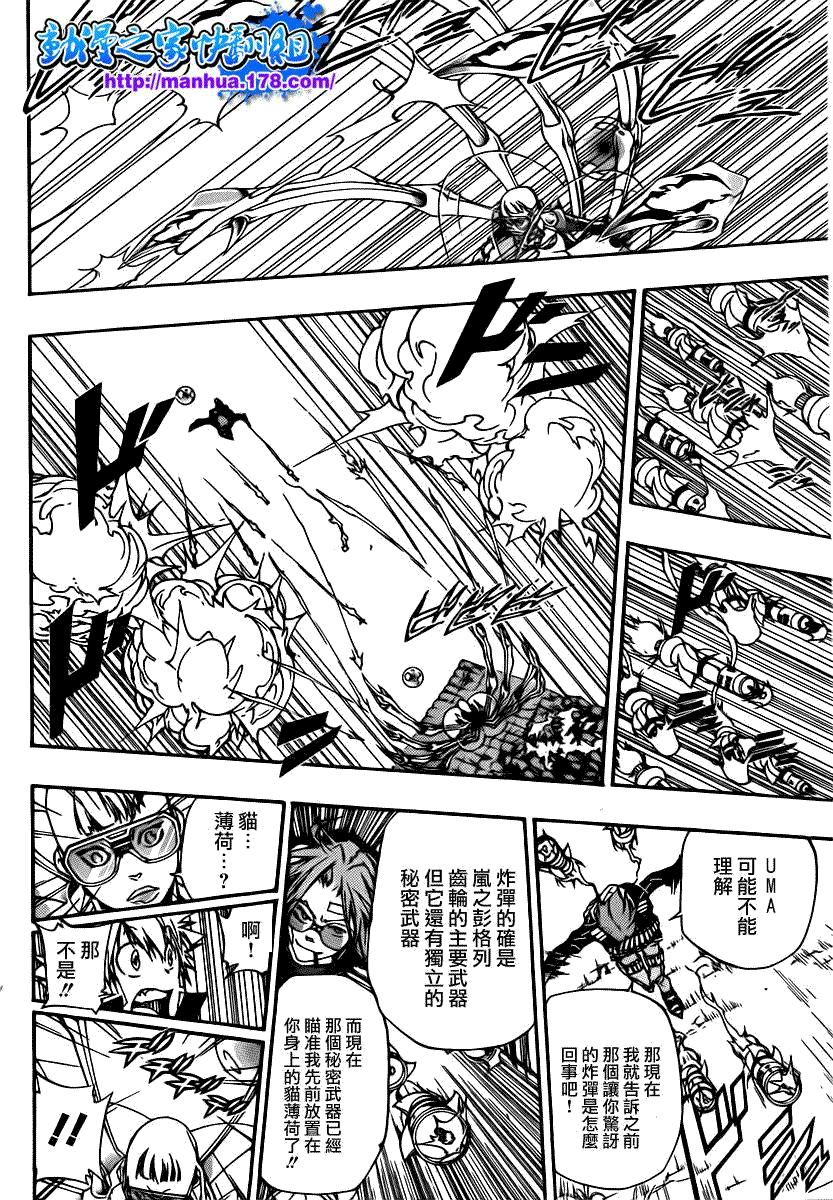 動漫之家快翻組
http://manhua.178.com/
ド
ド
ド
UMA
可能不能
理解
那現在
我就告訴之前
那個讓你驚訝
的炸彈是怎麼
回事吧！
炸彈的確是
嵐之彭格列
齒輪的主要武器
但它還有獨立的
秘密武器
而現在
那個秘密武器已經
瞄准我先前放置在
你身上的貓薄荷了!!
貓…
薄荷…?
啊!
那
不是!!
!!